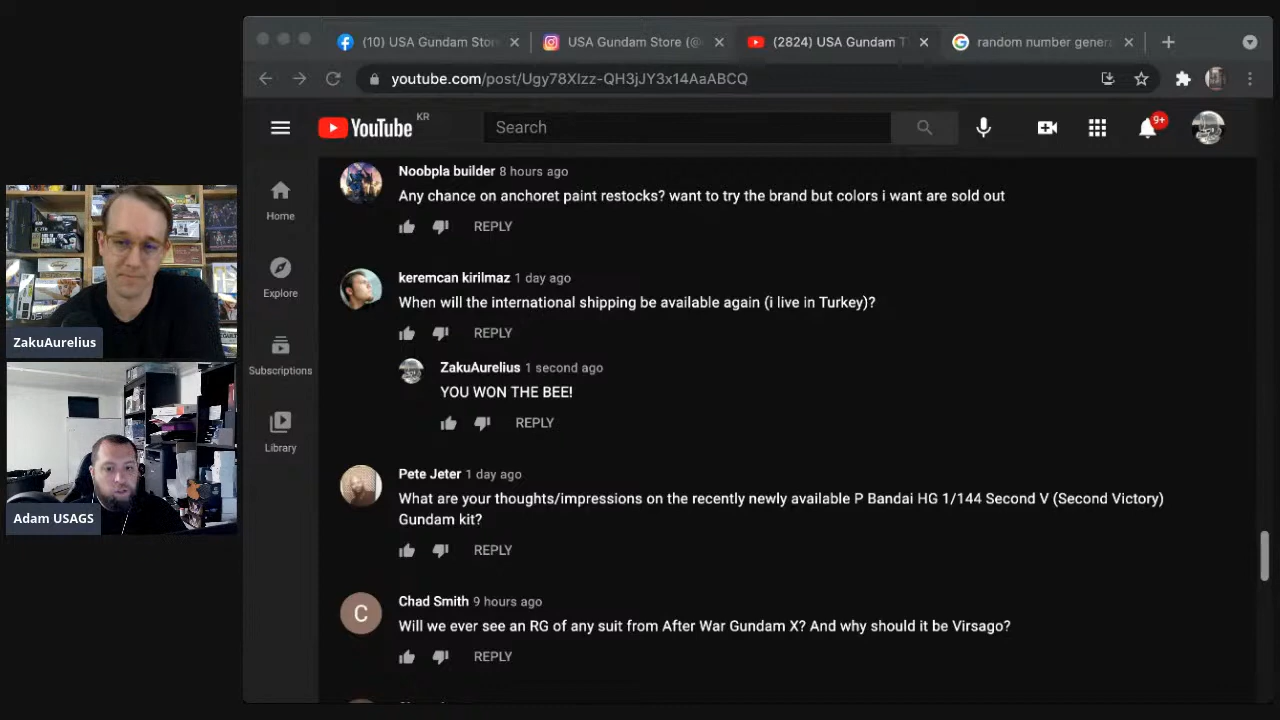 (10) USA Gundam Stor
USA Gundam Store (@
(2824) USA Gundam T
random number genera
youtube.com/post/Ugy78XIzz-QH3jJY3x14AaABCQ
YouTube
KR
Search
9+
Home
Explore
Subscriptions
Library
Noobpla builder 8 hours ago
Any chance on anchoret paint restocks? want to try the brand but colors i want are sold out
REPLY
keremcan kirilmaz 1 day ago
When will the international shipping be available again (i live in Turkey)?
REPLY
ZakuAurelius 1 second ago
YOU WON THE BEE!
REPLY
Pete Jeter 1 day ago
What are your thoughts/impressions on the recently newly available P Bandai HG 1/144 Second V (Second Victory)
Gundam kit?
REPLY
C
Chad Smith 9 hours ago
Will we ever see an RG of any suit from After War Gundam X? And why should it be Virsago?
REPLY
ZakuAurelius
Adam USAGS